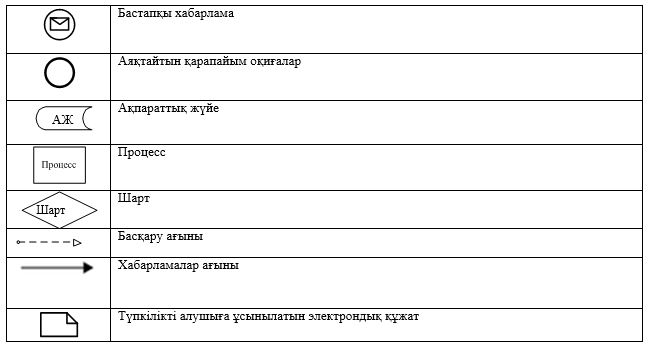 Бастапқы хабарлама
Аяқтайтын қарапайым оқиғалар
АЖ Ақпараттық жүйе
Процесс Процесс
Шарт Шарт
Басқару ағыны
Хабарламалар ағыны
Түпкілікті алушыға ұсынылатын электрондық құжат